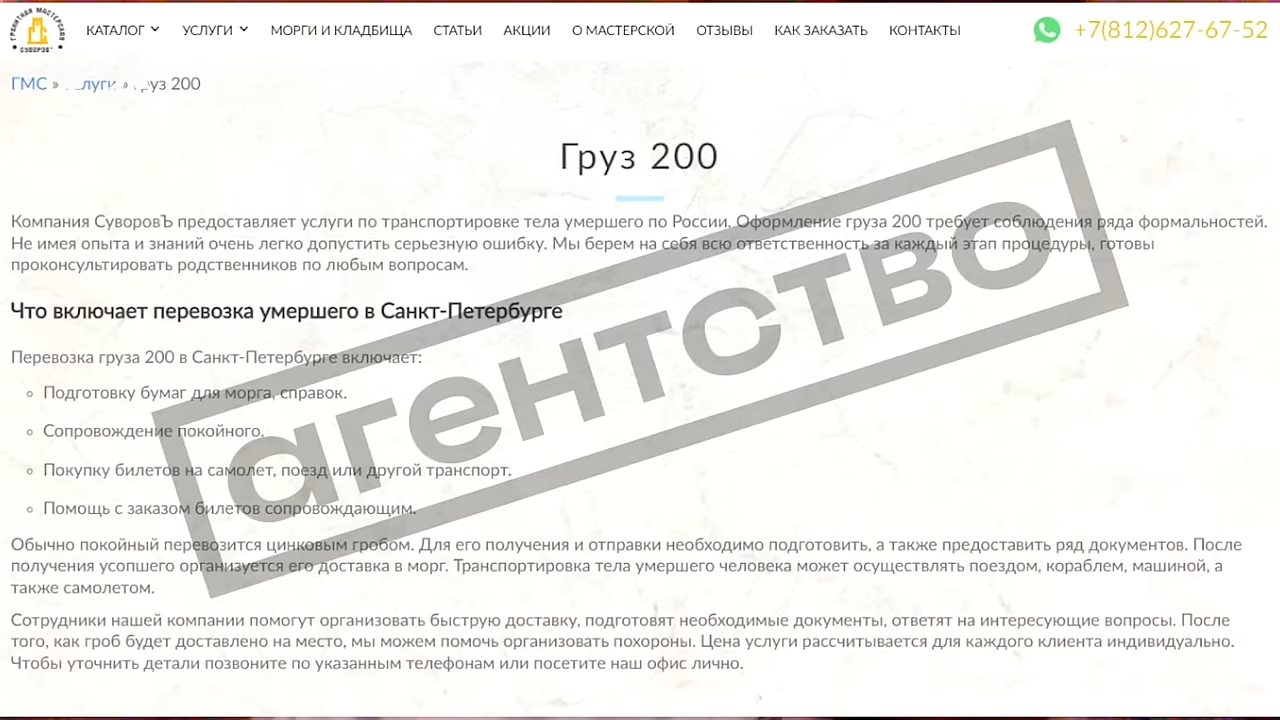 ГРАНИТНАЯ МАСТЕРСКАЯ
СУВОРОВЪ
КАТАЛОГ УСЛУГИ МОРГИ И КЛАДБИЩА СТАТЬИ АКЦИИ О МАСТЕРСКОЙ ОТЗЫВЫ КАК ЗАКАЗАТЬ КОНТАКТЫ +7(812)627-67-52
ГМС » Услуги » Груз 200
Груз 200
Компания СуворовЪ предоставляет услуги по транспортировке тела умершего по России. Оформление груза 200 требует соблюдения ряда формальностей.
Не имея опыта и знаний очень легко допустить серьезную ошибку. Мы берем на себя всю ответственность за каждый этап процедуры, готовы
проконсультировать родственников по любым вопросам.
Что включает перевозка умершего в Санкт-Петербурге
Перевозка груза 200 в Санкт-Петербурге включает:
Подготовку бумаг для морга, справок.
Сопровождение покойного.
Покупку билетов на самолет, поезд или другой транспорт.
Помощь с заказом билетов сопровождающим.
Обычно покойный перевозится цинковым гробом. Для его получения и отправки необходимо подготовить, а также предоставить ряд документов. После
получения усопшего организуется его доставка в морг. Транспортировка тела умершего человека может осуществлять поездом, кораблем, машиной, а
также самолетом.
Сотрудники нашей компании помогут организовать быструю доставку, подготовят необходимые документы, ответят на интересующие вопросы. После
того, как гроб будет доставлено на место, мы можем помочь организовать похороны. Цена услуги рассчитывается для каждого клиента индивидуально.
Чтобы уточнить детали позвоните по указанным телефонам или посетите наш офис лично.
агентство